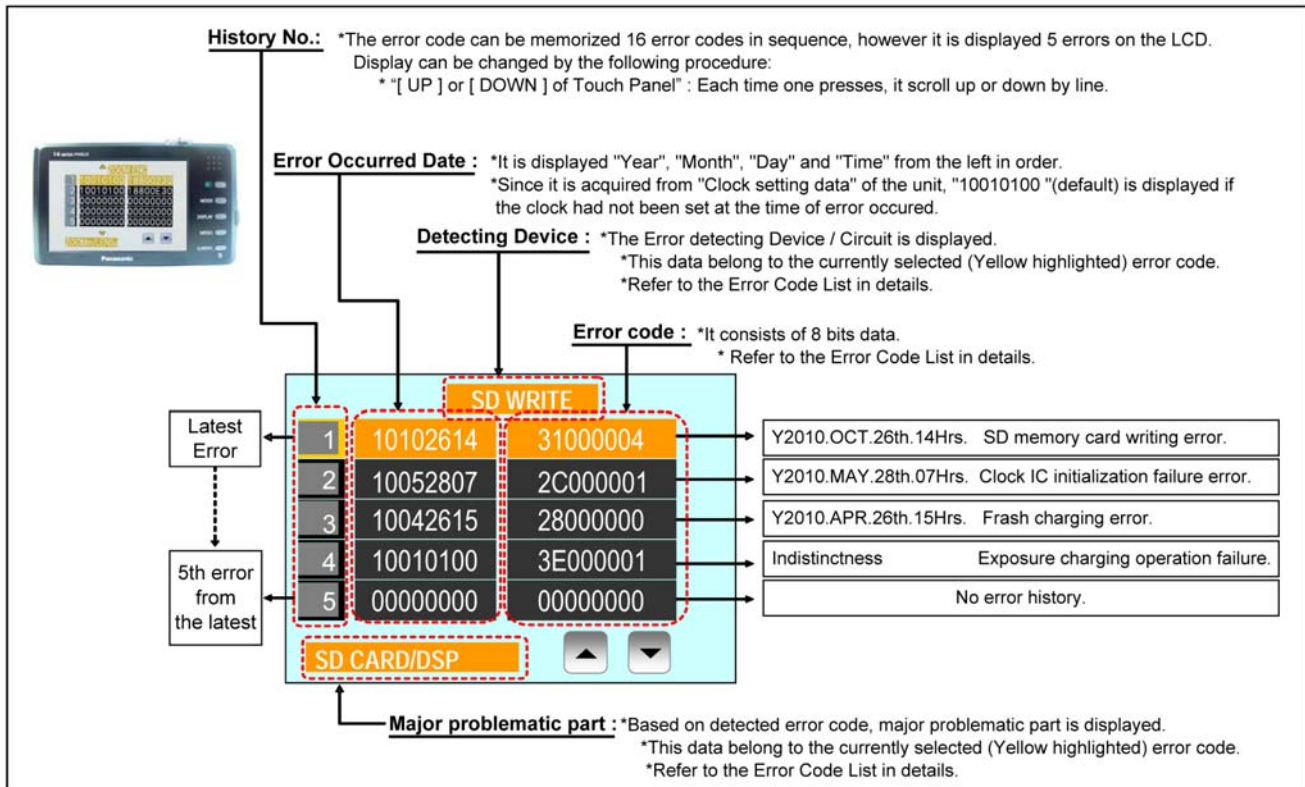 History No.: *The error code can be memorized 16 error codes in sequence, however it is displayed 5 errors on the LCD.
Display can be changed by the following procedure:
* "[ UP ] or [ DOWN ] of Touch Panel" : Each time one presses, it scroll up or down by line.
Error Occurred Date : *It is displayed "Year", "Month", "Day" and "Time" from the left in order.
*Since it is acquired from "Clock setting data" of the unit, "10010100 "(default) is displayed if
the clock had not been set at the time of error occured.
Detecting Device : *The Error detecting Device / Circuit is displayed.
*This data belong to the currently selected (Yellow highlighted) error code.
*Refer to the Error Code List in details.
Error code : *It consists of 8 bits data.
* Refer to the Error Code List in details.
10010100 18800E30
MODE
DISPLAY
MENU
Panasonic
SD WRITE
Latest
Error
1 10102614 31000004 Y2010.OCT.26th.14Hrs. SD memory card writing error.
2 10052807 2C000001 Y2010.MAY.28th.07Hrs. Clock IC initialization failure error.
3 10042615 28000000 Y2010.APR.26th.15Hrs. Frash charging error.
4 10010100 3E000001 Indistinctness Exposure charging operation failure.
5 00000000 00000000 No error history.
5th error
from
the latest
SD CARD/DSP
Major problematic part : *Based on detected error code, major problematic part is displayed.
*This data belong to the currently selected (Yellow highlighted) error code.
*Refer to the Error Code List in details.